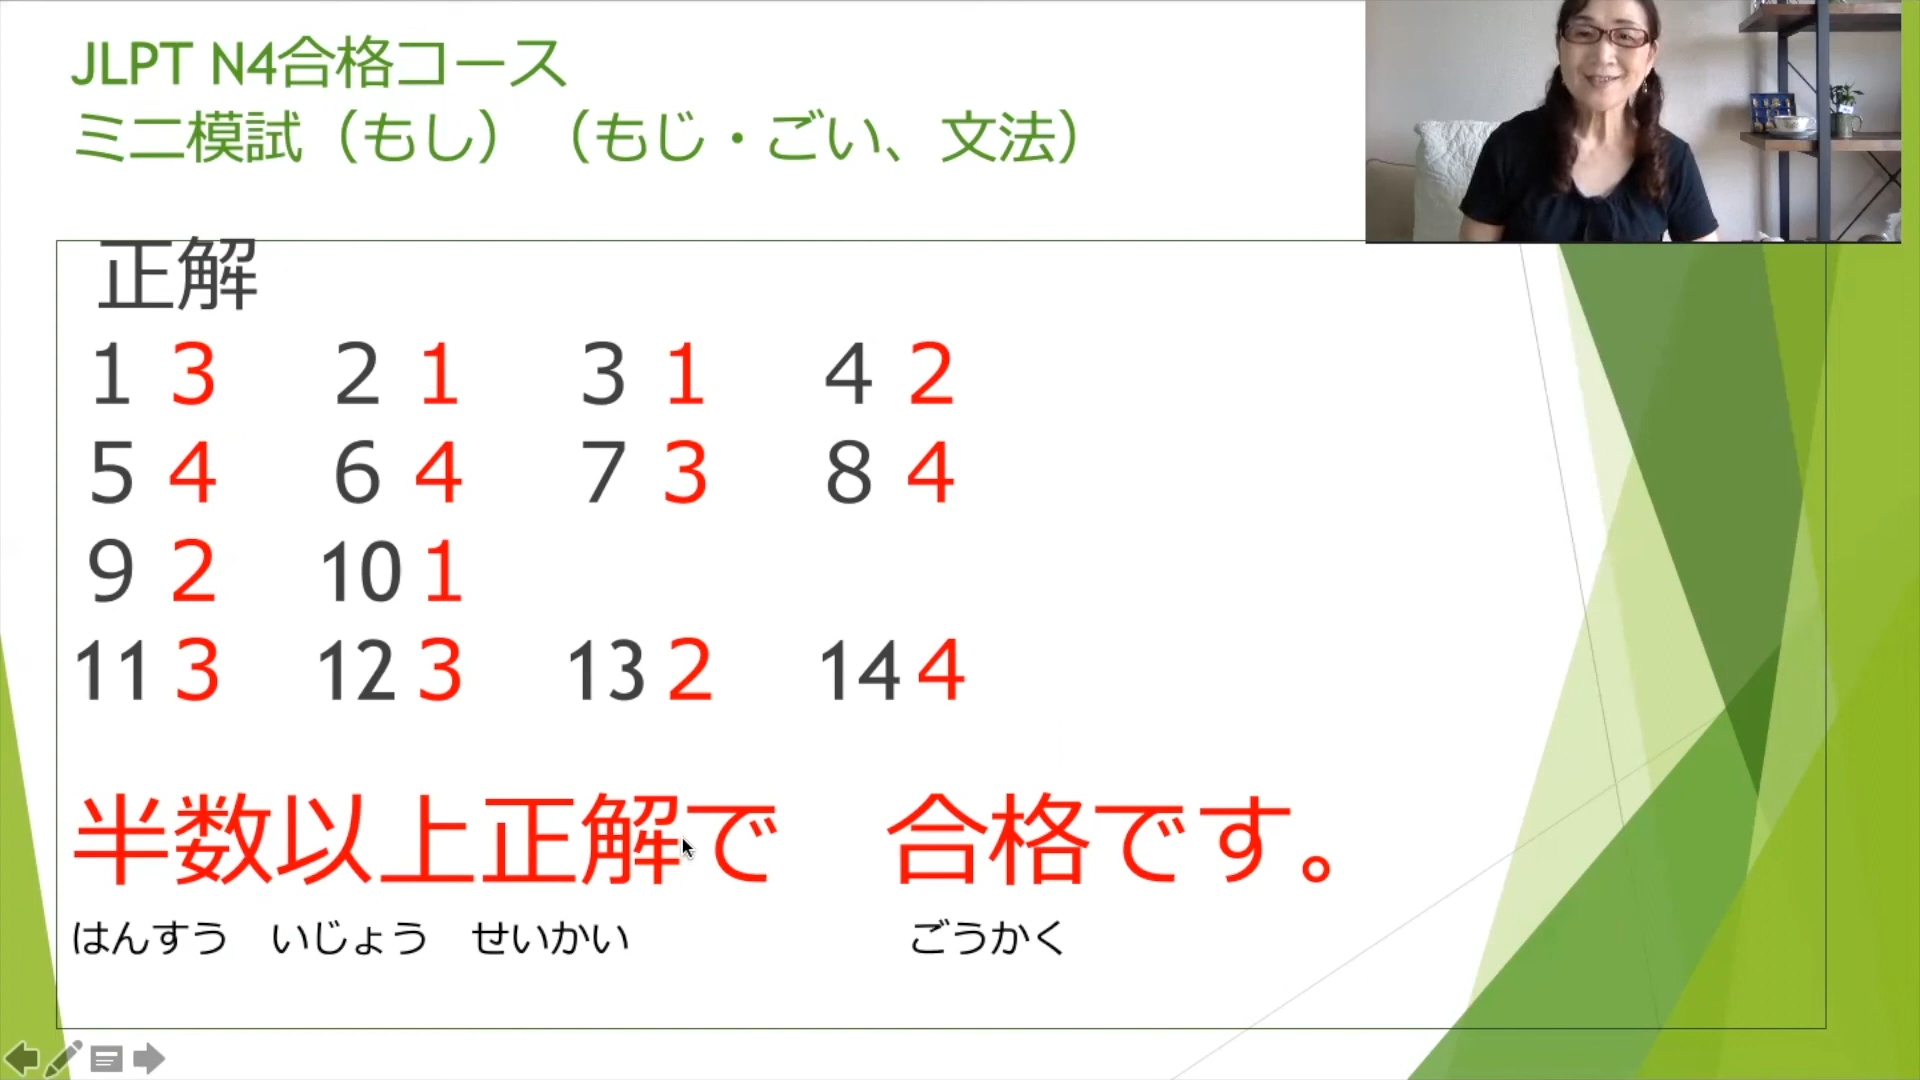 JLPT N4合格コース
ミニ模試（もし）（もじ・ごい、文法）
正解
1 3 2 1 3 1 4 2
5 4 6 4 7 3 8 4
9 2 10 1
11 3 12 3 13 2 14 4
半数以上正解で 合格です。
はんすう いじょう せいかい ごうかく